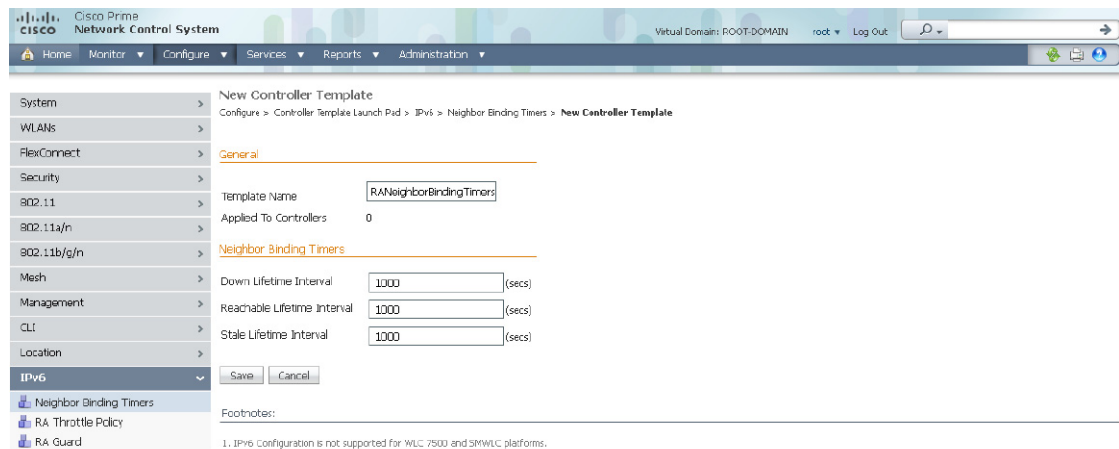 Cisco Prime
CISCO Network Control System
Virtual Domain: ROOT-DOMAIN root Log Out
Home Monitor Configure Services Reports Administration
System
WLANs
FlexConnect
Security
802.11
802.11a/n
802.11b/g/n
Mesh
Management
CLI
Location
IPv6
Neighbor Binding Timers
RA Throttle Policy
RA Guard
New Controller Template
Configure > Controller Template Launch Pad > IPv6 > Neighbor Binding Timers > New Controller Template
General
Template Name RANeighborBindingTimers
Applied To Controllers 0
Neighbor Binding Timers
Down Lifetime Interval 1000 (secs)
Reachable Lifetime Interval 1000 (secs)
Stale Lifetime Interval 1000 (secs)
Save Cancel
Footnotes:
1. IPv6 Configuration is not supported for WLC 7500 and SMWLC platforms.